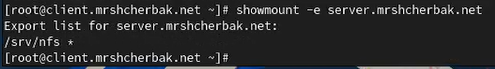 [root@client.mrshcherbak.net ~]# showmount -e server.mrshcherbak.net
Export list for server.mrshcherbak.net:
/srv/nfs *
[root@client.mrshcherbak.net ~]#